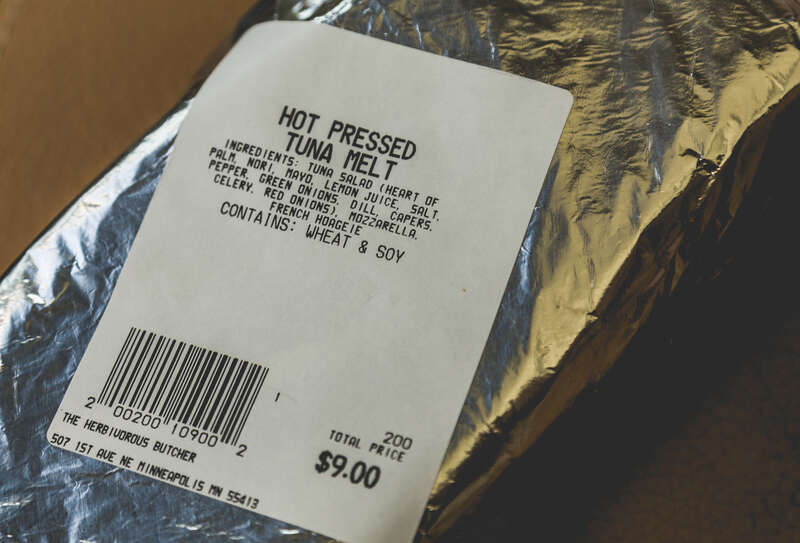 HOT PRESSED
TUNA MELT
INGREDIENTS: TUNA SALAD (HEART OF
PALM, NORI, MAYO, LEMON JUICE, SALT,
PEPPER, GREEN ONIONS, DILL, CAPERS,
CELERY, RED ONIONS), MOZZARELLA,
FRENCH HOAGEIE
CONTAINS: WHEAT & SOY
1
2 00200 10900 2
THE HERBIVOROUS BUTCHER
507 1ST AVE NE MINNEAPOLIS MN 55413
200
TOTAL PRICE
$9.00